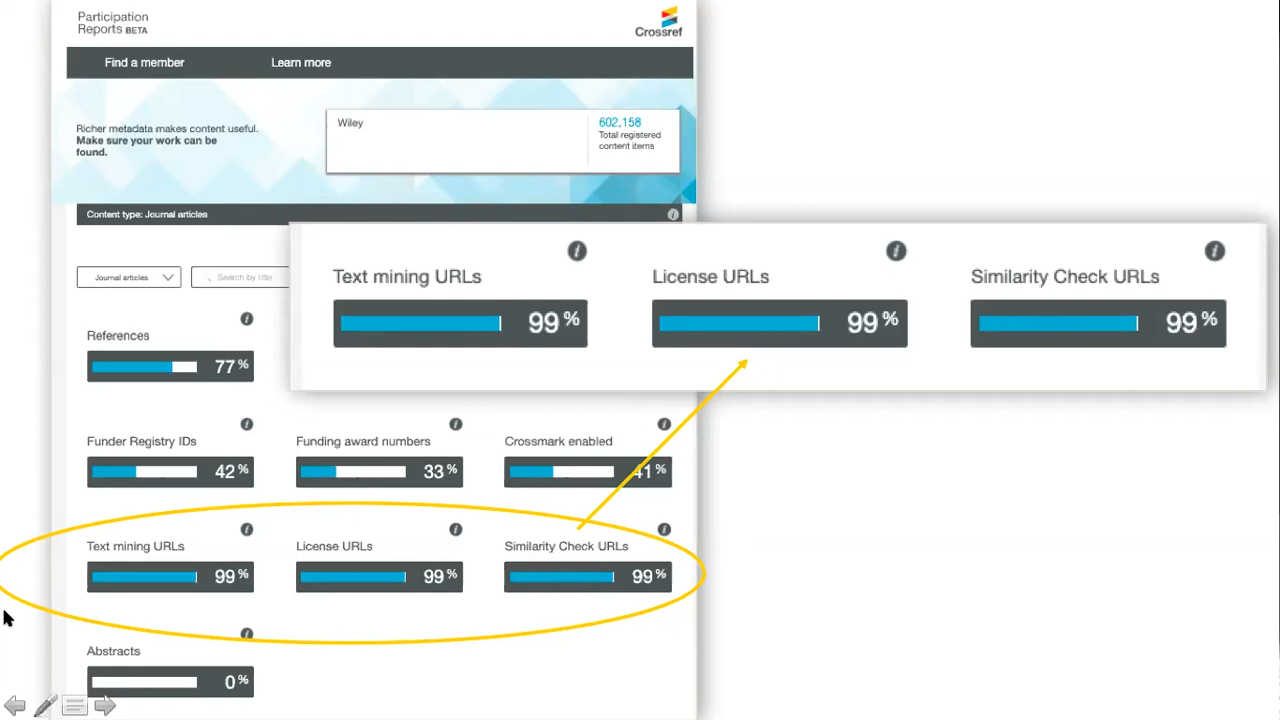 Participation
Reports BETA
Crossref
Find a member
Learn more
Richer metadata makes content useful.
Make sure your work can be
found.
Wiley
602,158
Total registered
content items
Content type: Journal articles
Journal articles
Search by title
Text mining URLs
99 %
License URLs
99 %
Similarity Check URLs
99 %
References
77 %
Funder Registry IDs
42 %
Funding award numbers
33 %
Crossmark enabled
41 %
Text mining URLs
99 %
License URLs
99 %
Similarity Check URLs
99 %
Abstracts
0 %